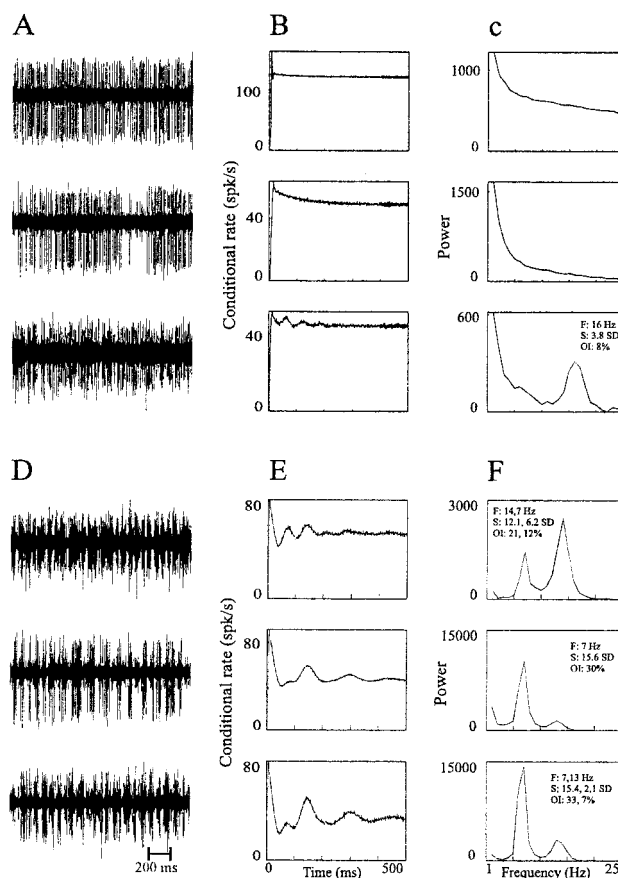 A
B
c
100
0
1000
0
40
0
1500
0
40
0
600
0
Conditional rate (spk/s)
Power
F: 16 Hz
S: 3.8 SD
OI: 8%
D
E
F
80
0
3000
0
F: 14,7 Hz
S: 12.1, 6.2 SD
OI: 21, 12%
80
0
15000
0
F: 7 Hz
S: 15.6 SD
OI: 30%
80
0
15000
0
F: 7,13 Hz
S: 15.4, 2,1 SD
OI: 33, 7%
Conditional rate (spk/s)
Power
200 ms
0
Time (ms)
500
1
Frequency (Hz)
25